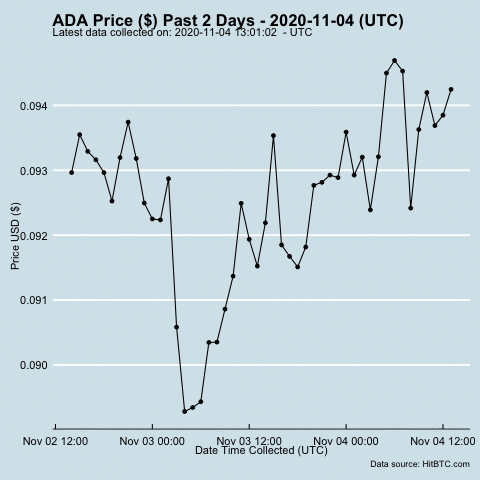 ADA Price ($) Past 2 Days - 2020-11-04 (UTC)
Latest data collected on: 2020-11-04 13:01:02  - UTC
0.094
0.093
0.092
0.091
0.090
Price USD ($)
Nov 02 12:00 Nov 03 00:00 Nov 03 12:00 Nov 04 00:00 Nov 04 12:00
Date Time Collected (UTC)
Data source: HitBTC.com